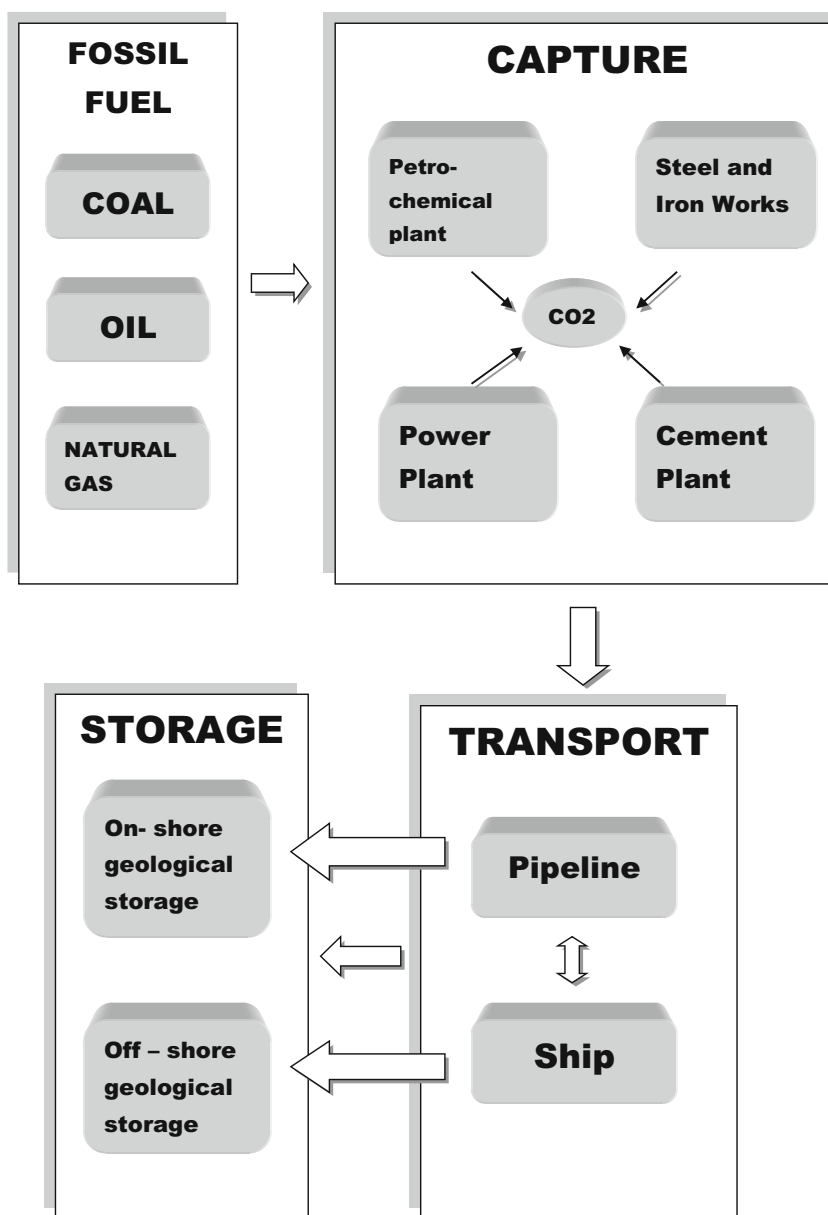 FOSSIL
FUEL
COAL
OIL
NATURAL
GAS
CAPTURE
Petro-
chemical
plant
Steel and
Iron Works
CO2
Power
Plant
Cement
Plant
STORAGE
On- shore
geological
storage
Off – shore
geological
storage
TRANSPORT
Pipeline
Ship